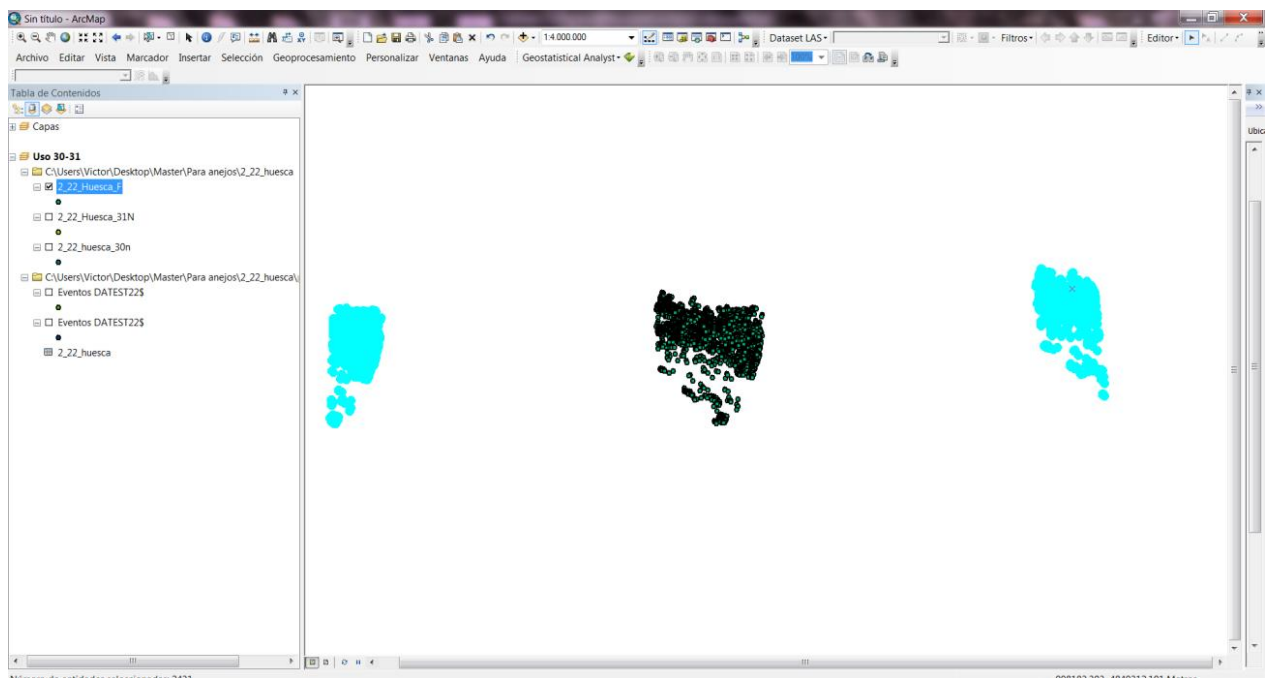 Sin título - ArcMap
1:4.000.000 Dataset LAS Filtros Editor
Archivo Editar Vista Marcador Insertar Selección Geoprocesamiento Personalizar Ventanas Ayuda Geostatistical Analyst
Tabla de Contenidos
Capas
Ubic
Uso 30-31
C:\Users\Victor\Desktop\Master\Para anejos\2_22_huesca
2_22_Huesca_F
2_22_Huesca_31N
2_22_huesca_30n
C:\Users\Victor\Desktop\Master\Para anejos\2_22_huesca\
Eventos DATEST22$
Eventos DATEST22$
2_22_huesca